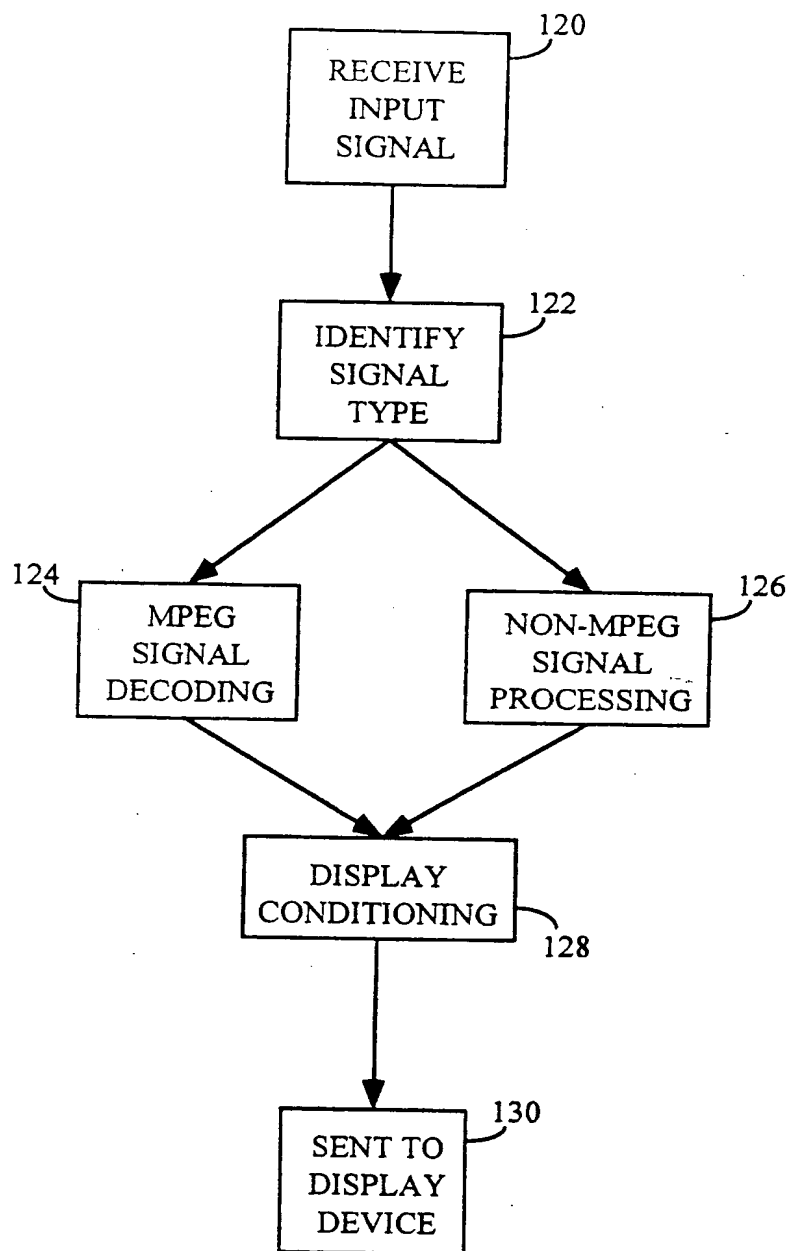 120
RECEIVE
INPUT
SIGNAL
122
IDENTIFY
SIGNAL
TYPE
124
MPEG
SIGNAL
DECODING
126
NON-MPEG
SIGNAL
PROCESSING
DISPLAY
CONDITIONING
128
130
SENT TO
DISPLAY
DEVICE